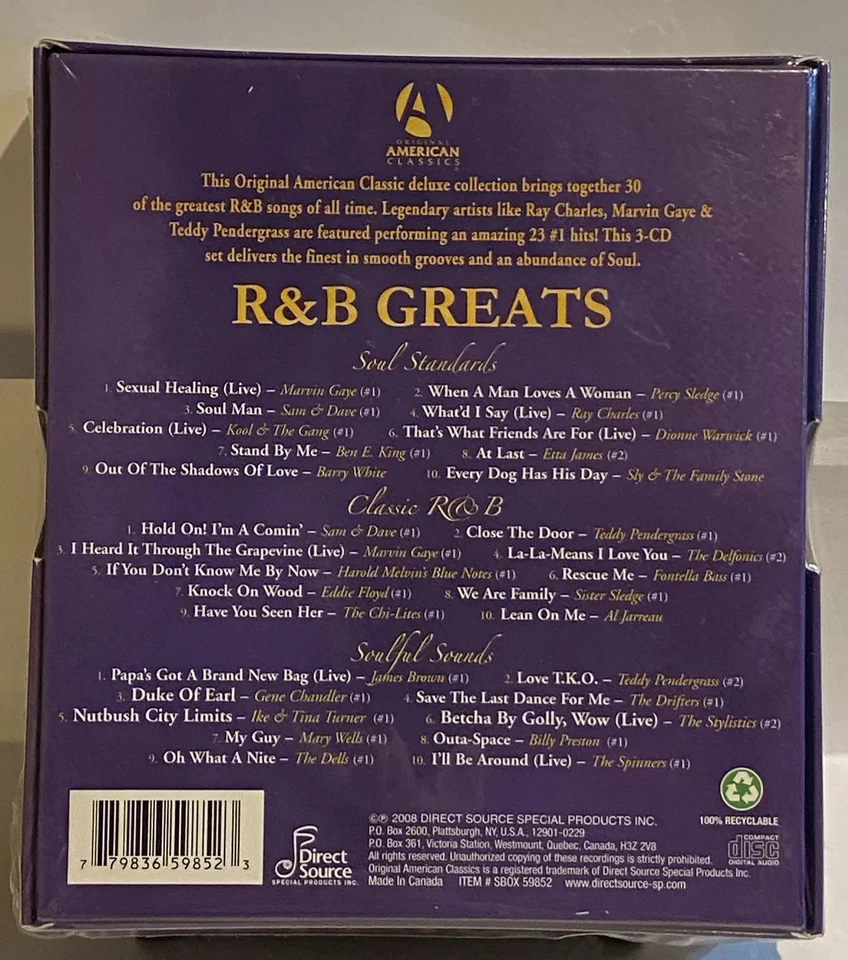 ORIGINAL
AMERICAN
CLASSICS
This Original American Classic deluxe collection brings together 30
of the greatest R&B songs of all time. Legendary artists like Ray Charles, Marvin Gaye &
Teddy Pendergrass are featured performing an amazing 23 #1 hits! This 3-CD
set delivers the finest in smooth grooves and an abundance of Soul.
R&B GREATS
Soul Standards
1. Sexual Healing (Live) – Marvin Gaye (#1) 2. When A Man Loves A Woman – Percy Sledge (#1)
3. Soul Man – Sam & Dave (#1) 4. What'd I Say (Live) – Ray Charles (#1)
5. Celebration (Live) – Kool & The Gang (#1) 6. That's What Friends Are For (Live) – Dionne Warwick (#1)
7. Stand By Me – Ben E. King (#1) 8. At Last – Etta James (#2)
9. Out Of The Shadows Of Love – Barry White 10. Every Dog Has His Day – Sly & The Family Stone
Classic R&B
1. Hold On! I'm A Comin' – Sam & Dave (#1) 2. Close The Door – Teddy Pendergrass (#1)
3. I Heard It Through The Grapevine (Live) – Marvin Gaye (#1) 4. La-La-Means I Love You – The Delfonics (#2)
5. If You Don't Know Me By Now – Harold Melvin's Blue Notes (#1) 6. Rescue Me – Fontella Bass (#1)
7. Knock On Wood – Eddie Floyd (#1) 8. We Are Family – Sister Sledge (#1)
9. Have You Seen Her – The Chi-Lites (#1) 10. Lean On Me – Al Jarreau
Soulful Sounds
1. Papa's Got A Brand New Bag (Live) – James Brown (#1) 2. Love T.K.O. – Teddy Pendergrass (#2)
3. Duke Of Earl – Gene Chandler (#1) 4. Save The Last Dance For Me – The Drifters (#1)
5. Nutbush City Limits – Ike & Tina Turner (#1) 6. Betcha By Golly, Wow (Live) – The Stylistics (#2)
7. My Guy – Mary Wells (#1) 8. Outa-Space – Billy Preston (#1)
9. Oh What A Nite – The Dells (#1) 10. I'll Be Around (Live) – The Spinners (#1)
7 79836 59852 3
Direct
Source
SPECIAL PRODUCTS INC.
©℗ 2008 DIRECT SOURCE SPECIAL PRODUCTS INC.
P.O. Box 2600, Plattsburgh, NY, U.S.A., 12901-0229
P.O. Box 361, Victoria Station, Westmount, Quebec, Canada, H3Z 2V8
All rights reserved. Unauthorized copying of these recordings is strictly prohibited.
Original American Classics is a registered trademark of Direct Source Special Products Inc.
Made In Canada ITEM # SBOX 59852 www.directsource-sp.com
100% RECYCLABLE
COMPACT
disc
DIGITAL AUDIO